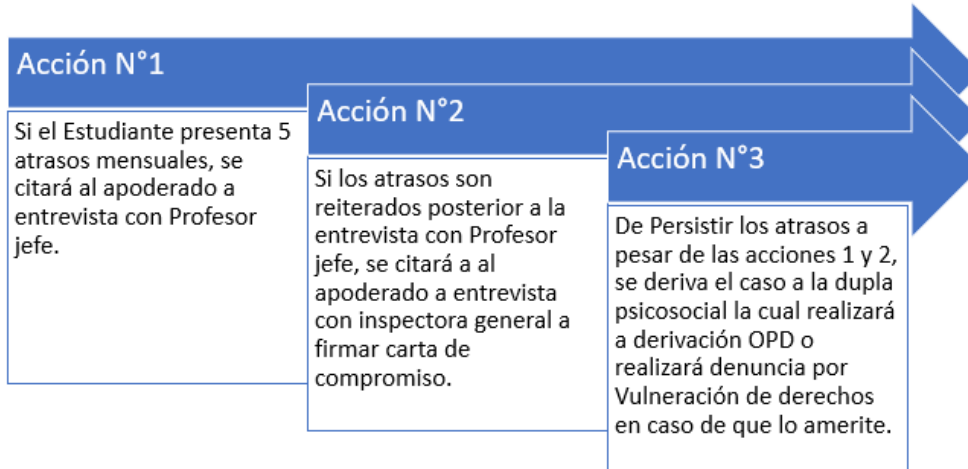 Acción N°1
Si el Estudiante presenta 5
atrasos mensuales, se
citará al apoderado a
entrevista con Profesor
jefe.
Acción N°2
Si los atrasos son
reiterados posterior a la
entrevista con Profesor
jefe, se citará a al
apoderado a entrevista
con inspectora general a
firmar carta de
compromiso.
Acción N°3
De Persistir los atrasos a
pesar de las acciones 1 y 2,
se deriva el caso a la dupla
psicosocial la cual realizará
a derivación OPD o
realizará denuncia por
Vulneración de derechos
en caso de que lo amerite.